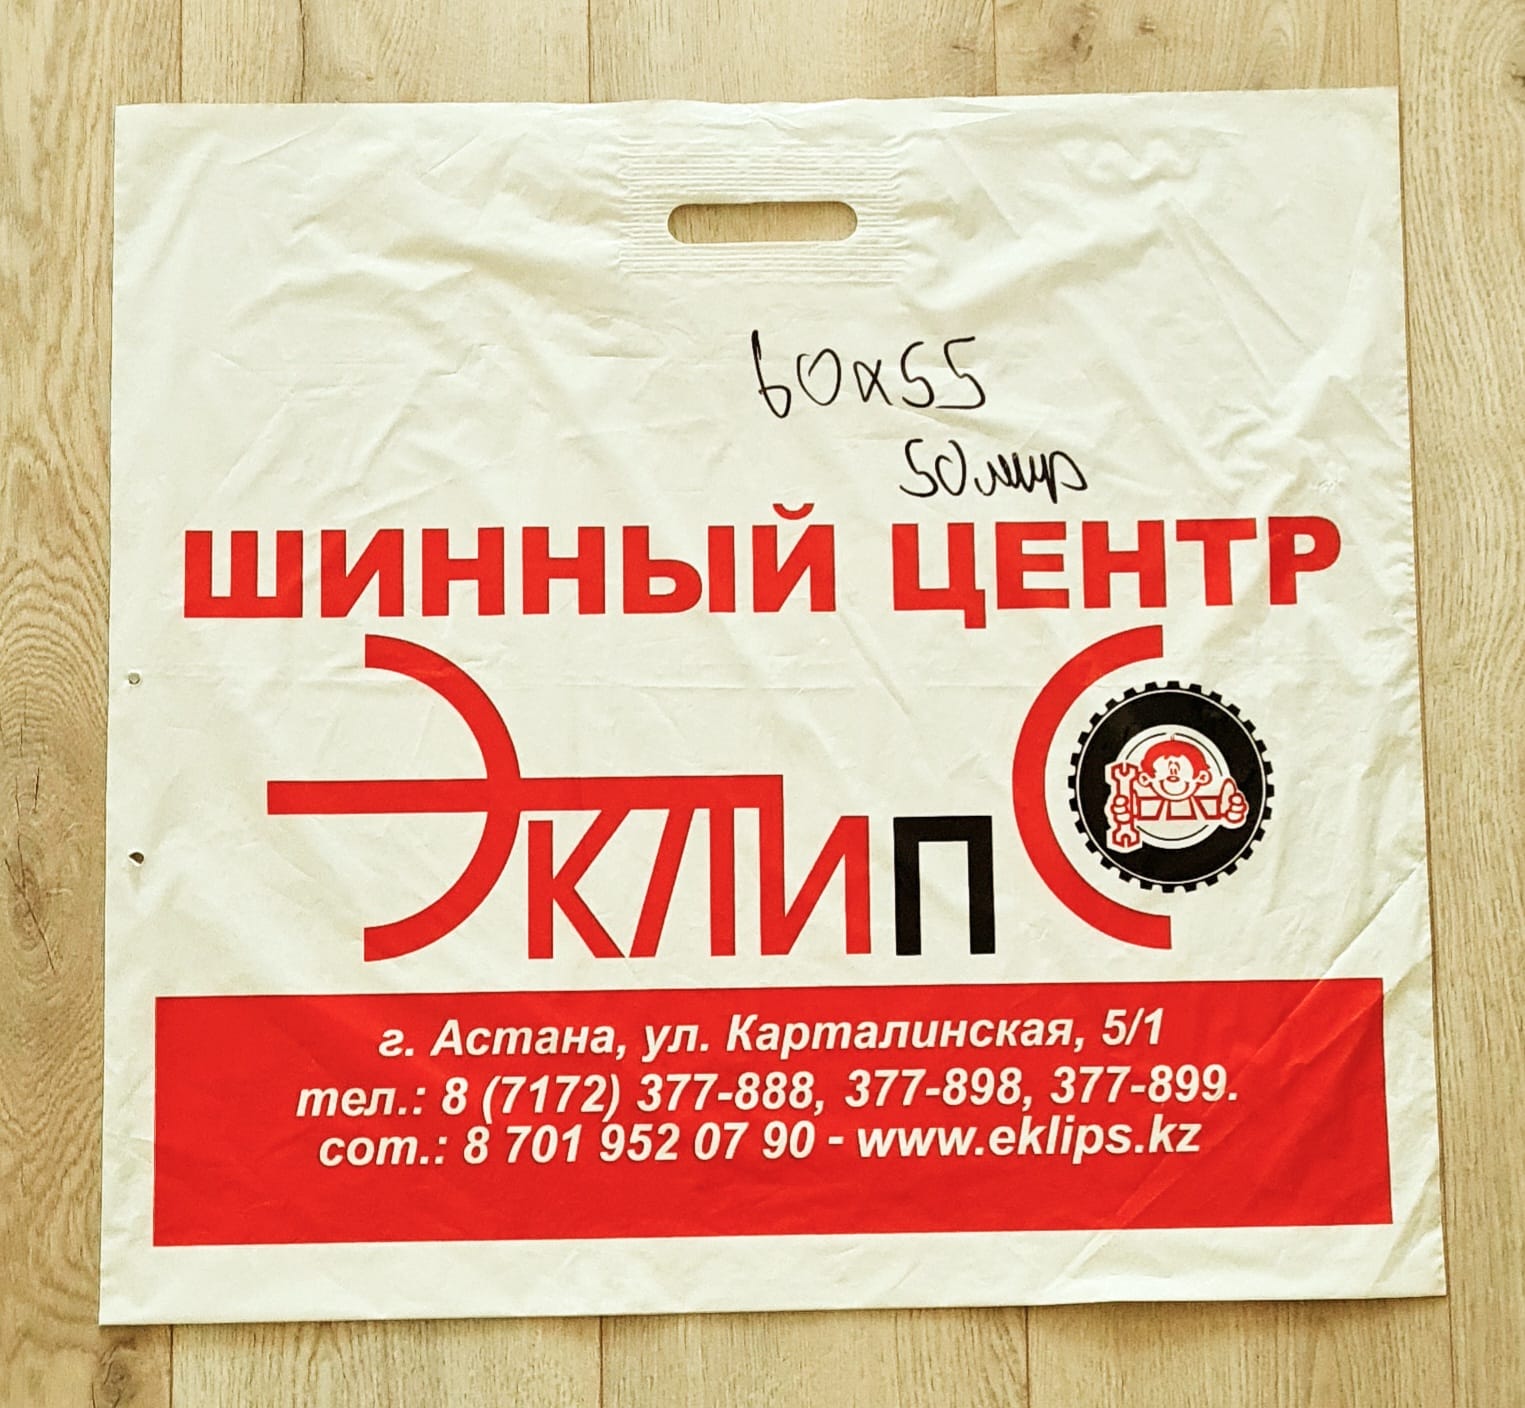 60x55
50мкр
ШИННЫЙ ЦЕНТР
ЭКЛИПС
г. Астана, ул. Карталинская, 5/1
тел.: 8 (7172) 377-888, 377-898, 377-899.
сот.: 8 701 952 07 90 - www.eklips.kz